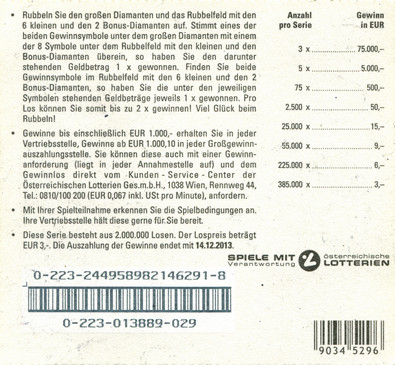 • Rubbeln Sie den großen Diamanten und das Rubbelfeld mit den
6 kleinen und den 2 Bonus-Diamanten auf. Stimmt eines der
beiden Gewinnsymbole unter dem großen Diamanten mit einem
der 8 Symbole unter dem Rubbelfeld mit den kleinen und den
Bonus-Diamanten überein, so haben Sie den darunter
stehenden Geldbetrag 1 x gewonnen. Finden Sie beide
Gewinnsymbole im Rubbelfeld mit den 6 kleinen und den 2
Bonus-Diamanten, so haben Sie die unter den jeweiligen
Symbolen stehenden Geldbeträge jeweils 1 x gewonnen. Pro
Los können Sie somit bis zu 2 x gewinnen! Viel Glück beim
Rubbeln!
• Gewinne bis einschließlich EUR 1.000,- erhalten Sie in jeder
Vertriebsstelle, Gewinne ab EUR 1.000,10 in jeder Großgewinn-
auszahlungsstelle. Sie können diese auch mit einer Gewinn-
anforderung (liegt in jeder Annahmestelle auf) und dem
Gewinnlos direkt vom Kunden - Service - Center der
Österreichischen Lotterien Ges.m.b.H., 1038 Wien, Rennweg 44,
Tel.: 0810/100 200 (EUR 0,067 inkl. USt pro Minute), anfordern.
• Mit Ihrer Spielteilnahme erkennen Sie die Spielbedingungen an.
Ihre Vertriebsstelle hält diese gerne für Sie bereit.
• Diese Serie besteht aus 2.000.000 Losen. Der Lospreis beträgt
EUR 3,-. Die Auszahlung der Gewinne endet mit 14.12.2013.
Anzahl Gewinn
pro Serie in EUR
3 x 75.000,-
5 x 5.000,-
75 x 500,-
2.500 x 50,-
25.000 x 15,-
55.000 x 9,-
225.000 x 6,-
385.000 x 3,-
SPIELE MIT österreichische
Verantwortung LOTTERIEN
0-223-244958982146291-8
0-223-013889-029
9034 5296